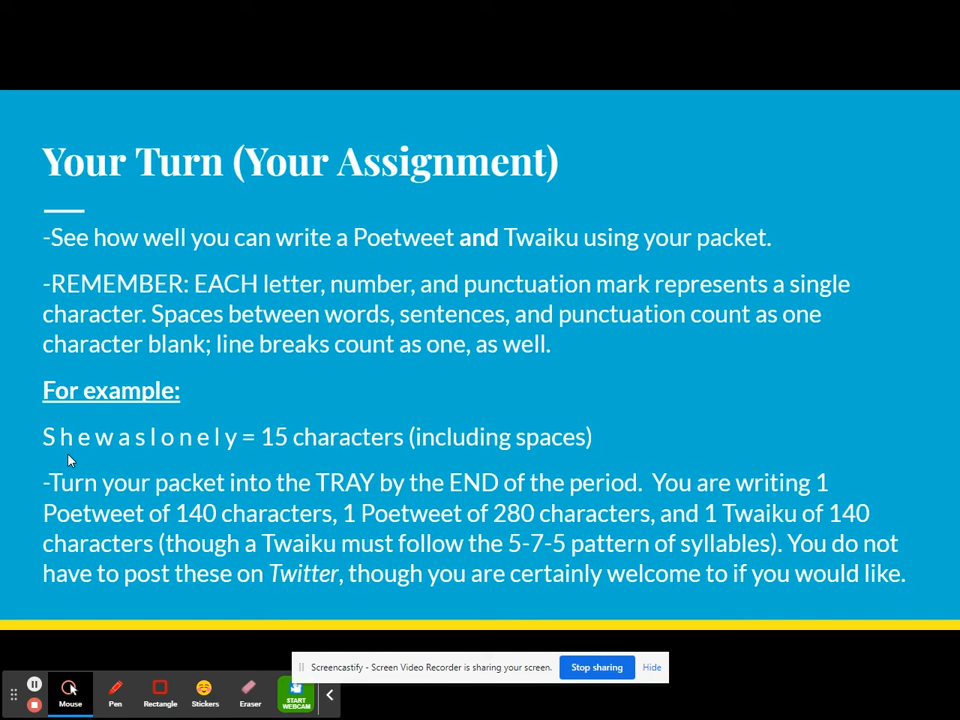 Your Turn (Your Assignment)
-See how well you can write a Poetweet and Twaiku using your packet.
-REMEMBER: EACH letter, number, and punctuation mark represents a single
character. Spaces between words, sentences, and punctuation count as one
character blank; line breaks count as one, as well.
For example:
S h e w a s l o n e l y = 15 characters (including spaces)
-Turn your packet into the TRAY by the END of the period.  You are writing 1
Poetweet of 140 characters, 1 Poetweet of 280 characters, and 1 Twaiku of 140
characters (though a Twaiku must follow the 5-7-5 pattern of syllables). You do not
have to post these on Twitter, though you are certainly welcome to if you would like.
Screencastify - Screen Video Recorder is sharing your screen.
Stop sharing
Hide
Mouse
Pen
Rectangle
Stickers
Eraser
START
WEBCAM